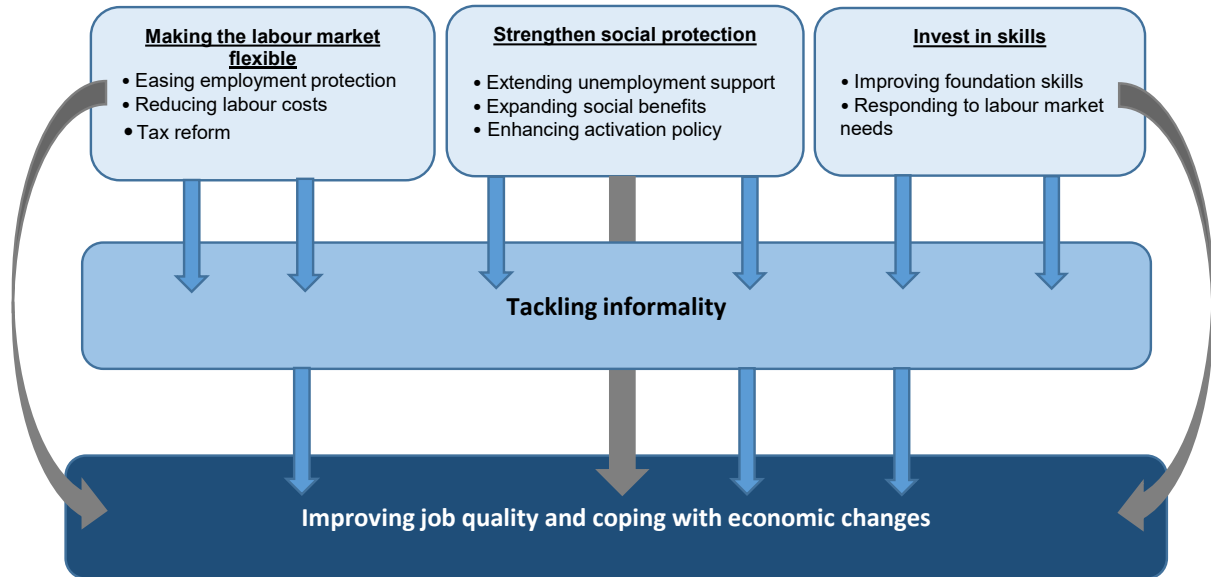 Making the labour market
flexible
• Easing employment protection
• Reducing labour costs
• Tax reform
Strengthen social protection
• Extending unemployment support
• Expanding social benefits
• Enhancing activation policy
Invest in skills
• Improving foundation skills
• Responding to labour market
needs
Tackling informality
Improving job quality and coping with economic changes